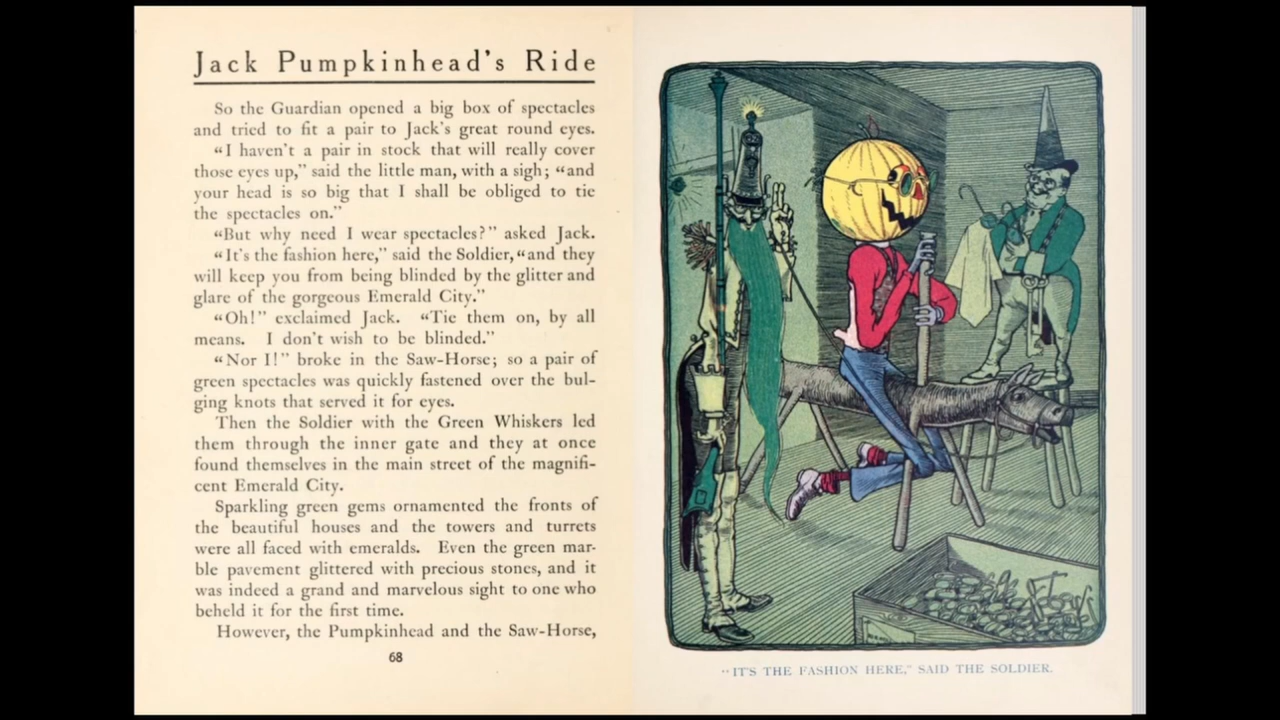 Jack Pumpkinhead's Ride
So the Guardian opened a big box of spectacles
and tried to fit a pair to Jack's great round eyes.
"I haven't a pair in stock that will really cover
those eyes up," said the little man, with a sigh; "and
your head is so big that I shall be obliged to tie
the spectacles on."
"But why need I wear spectacles?" asked Jack.
"It's the fashion here," said the Soldier, "and they
will keep you from being blinded by the glitter and
glare of the gorgeous Emerald City."
"Oh!" exclaimed Jack. "Tie them on, by all
means. I don't wish to be blinded."
"Nor I!" broke in the Saw-Horse; so a pair of
green spectacles was quickly fastened over the bul-
ging knots that served it for eyes.
Then the Soldier with the Green Whiskers led
them through the inner gate and they at once
found themselves in the main street of the magnifi-
cent Emerald City.
Sparkling green gems ornamented the fronts of
the beautiful houses and the towers and turrets
were all faced with emeralds. Even the green mar-
ble pavement glittered with precious stones, and it
was indeed a grand and marvelous sight to one who
beheld it for the first time.
However, the Pumpkinhead and the Saw-Horse,
68
"IT'S THE FASHION HERE," SAID THE SOLDIER.